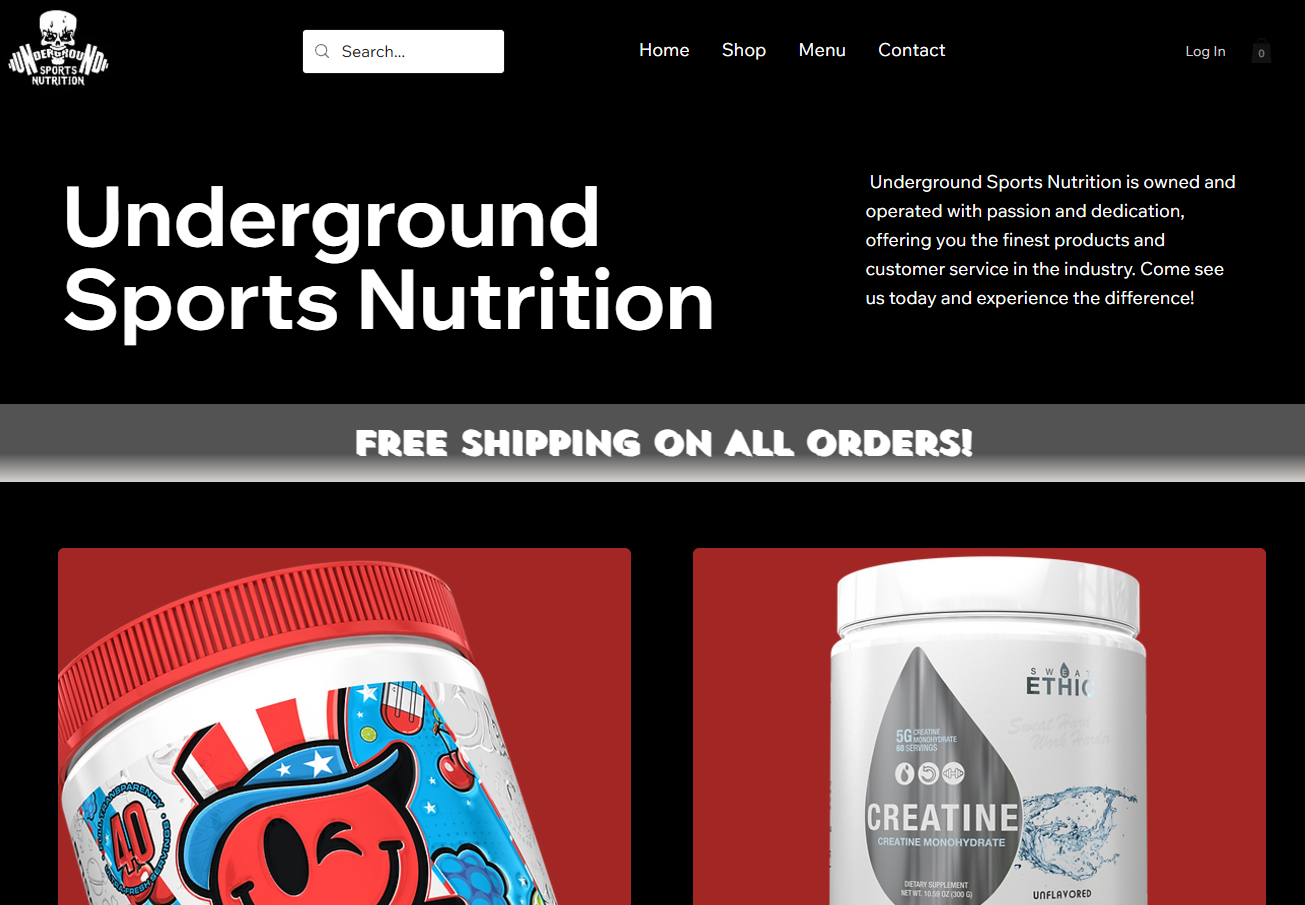 UNDERGROUND
SPORTS
NUTRITION
Search...
Home
Shop
Menu
Contact
Log In
0
Underground
Sports Nutrition
Underground Sports Nutrition is owned and
operated with passion and dedication,
offering you the finest products and
customer service in the industry. Come see
us today and experience the difference!
FREE SHIPPING ON ALL ORDERS!
FULL TRANSPARENCY
40
SWEAT
ETHIC
Sweat Hard
Work Harder
5G CREATINE
MONOHYDRATE
60 SERVINGS
CREATINE
CREATINE MONOHYDRATE
DIETARY SUPPLEMENT
NET WT. 10.59 OZ (300 G)
UNFLAVORED